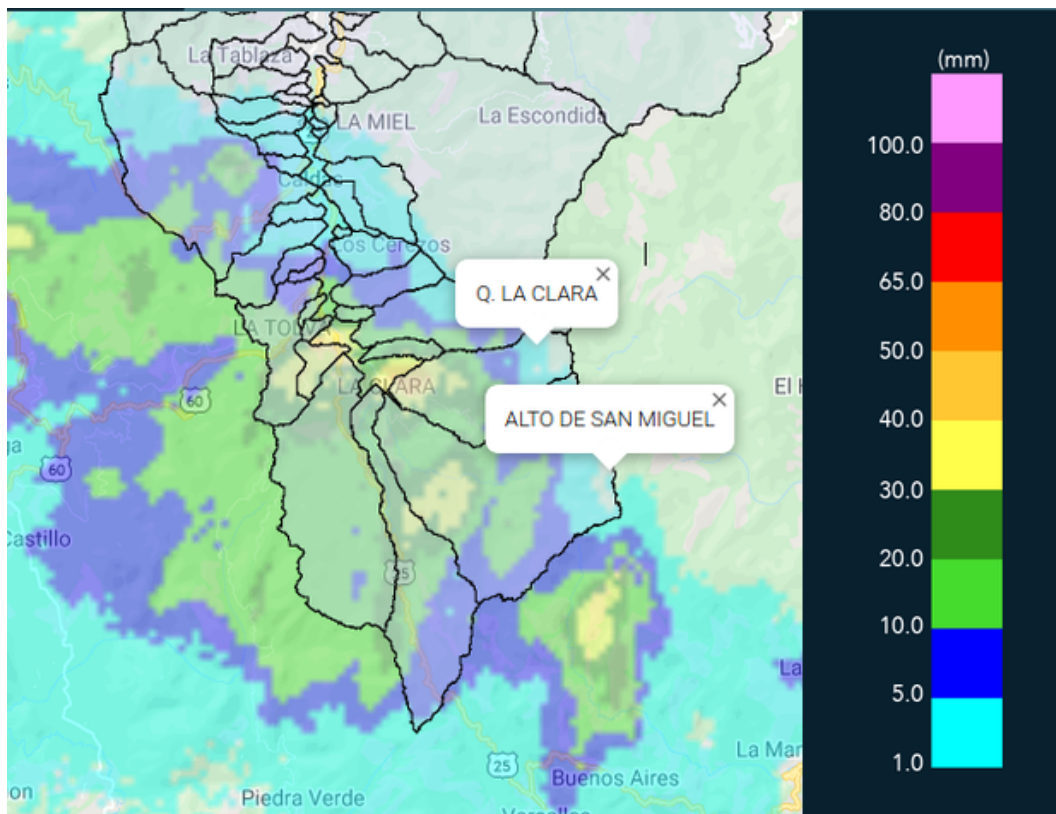 (mm)
La Tablaza
La Escondida
LA MIEL
100.0
Caldas
80.0
Los Cerezos
65.0
Q. LA CLARA
LA TOLVA
50.0
LA CLARA
El
60
40.0
ALTO DE SAN MIGUEL
60
30.0
Castillo
20.0
25
10.0
La
5.0
La Mar
25
Buenos Aires
1.0
on
Piedra Verde